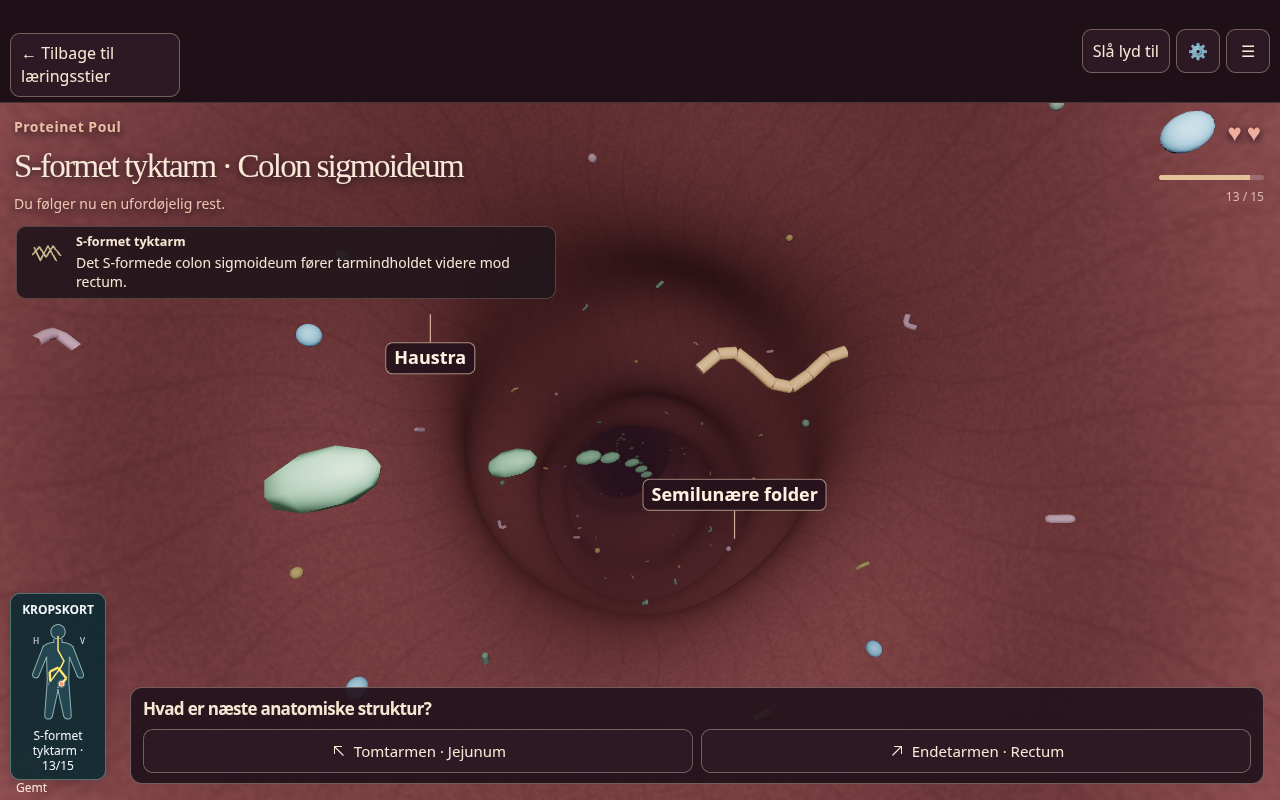 ← Tilbage til
læringsstier
Slå lyd til
Proteinet Poul
S-formet tyktarm · Colon sigmoideum
Du følger nu en ufordøjelig rest.
13 / 15
S-formet tyktarm
Det S-formede colon sigmoideum fører tarmindholdet videre mod
rectum.
Haustra
Semilunære folder
KROPSKORT
H V
S-formet
tyktarm ·
13/15
Gemt
Hvad er næste anatomiske struktur?
↖ Tomtarmen · Jejunum
↗ Endetarmen · Rectum